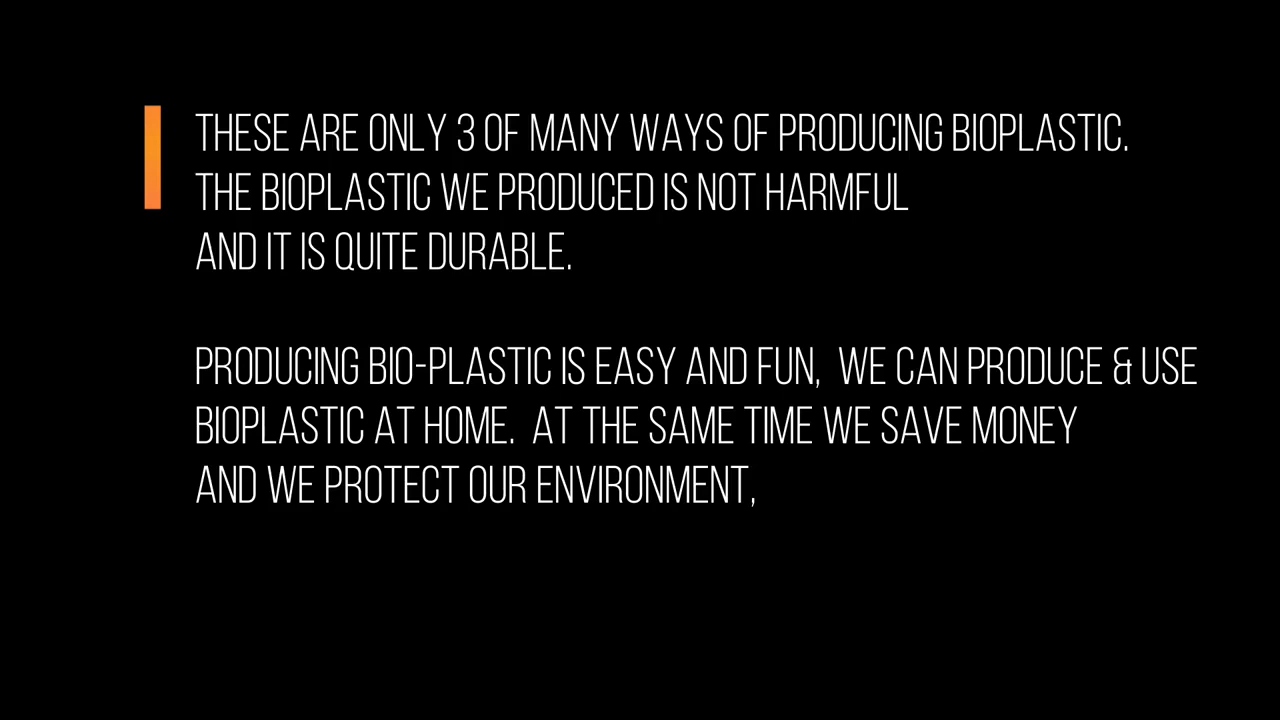 THESE ARE ONLY 3 OF MANY WAYS OF PRODUCING BIOPLASTIC.
THE BIOPLASTIC WE PRODUCED IS NOT HARMFUL
AND IT IS QUITE DURABLE.
PRODUCING BIO-PLASTIC IS EASY AND FUN,  WE CAN PRODUCE & USE
BIOPLASTIC AT HOME.  AT THE SAME TIME WE SAVE MONEY
AND WE PROTECT OUR ENVIRONMENT,